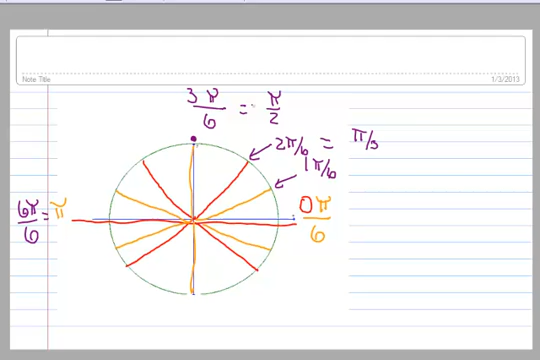 Note Title
1/3/2013
3π/6 = π/2
2π/6 = π/3
1π/6
6π/6 = π
0π/6